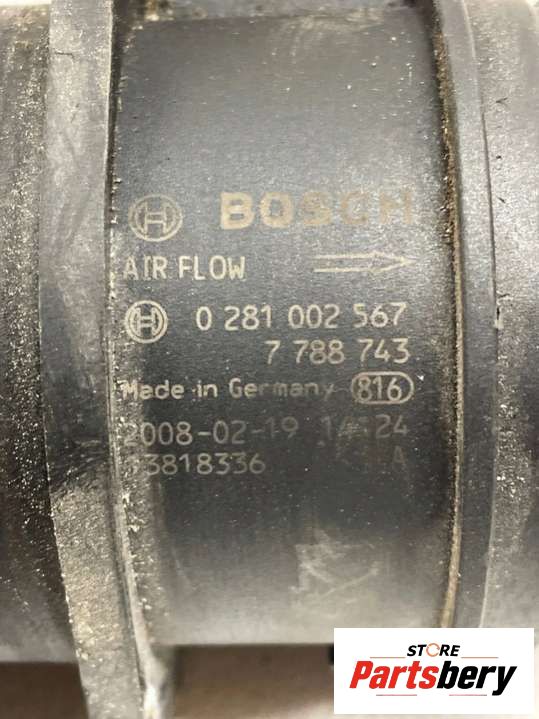 BOSCH
AIR FLOW
0 281 002 567
7 788 743
Made in Germany 816
2008-02-19
3818336
STORE
Partsbery